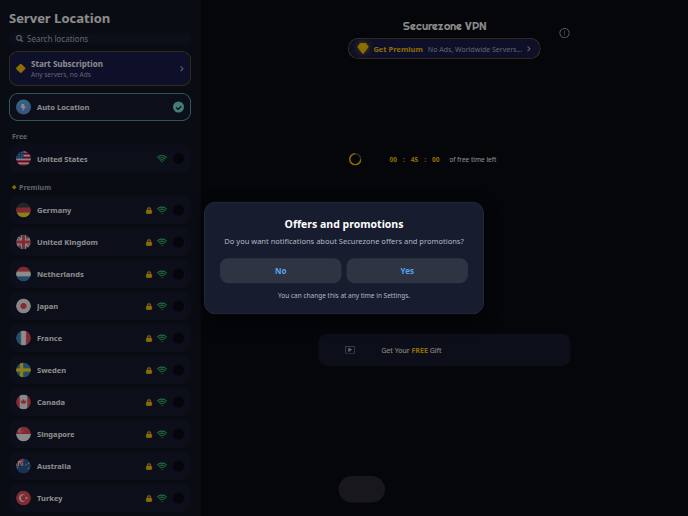 Server Location
Search locations
Start Subscription
Any servers, no Ads
Auto Location
Free
United States
Premium
Germany
United Kingdom
Netherlands
Japan
France
Sweden
Canada
Singapore
Australia
Turkey
Securezone VPN
Get Premium No Ads, Worldwide Servers...
00 : 45 : 00 of free time left
Offers and promotions
Do you want notifications about Securezone offers and promotions?
No
Yes
You can change this at any time in Settings.
Get Your FREE Gift